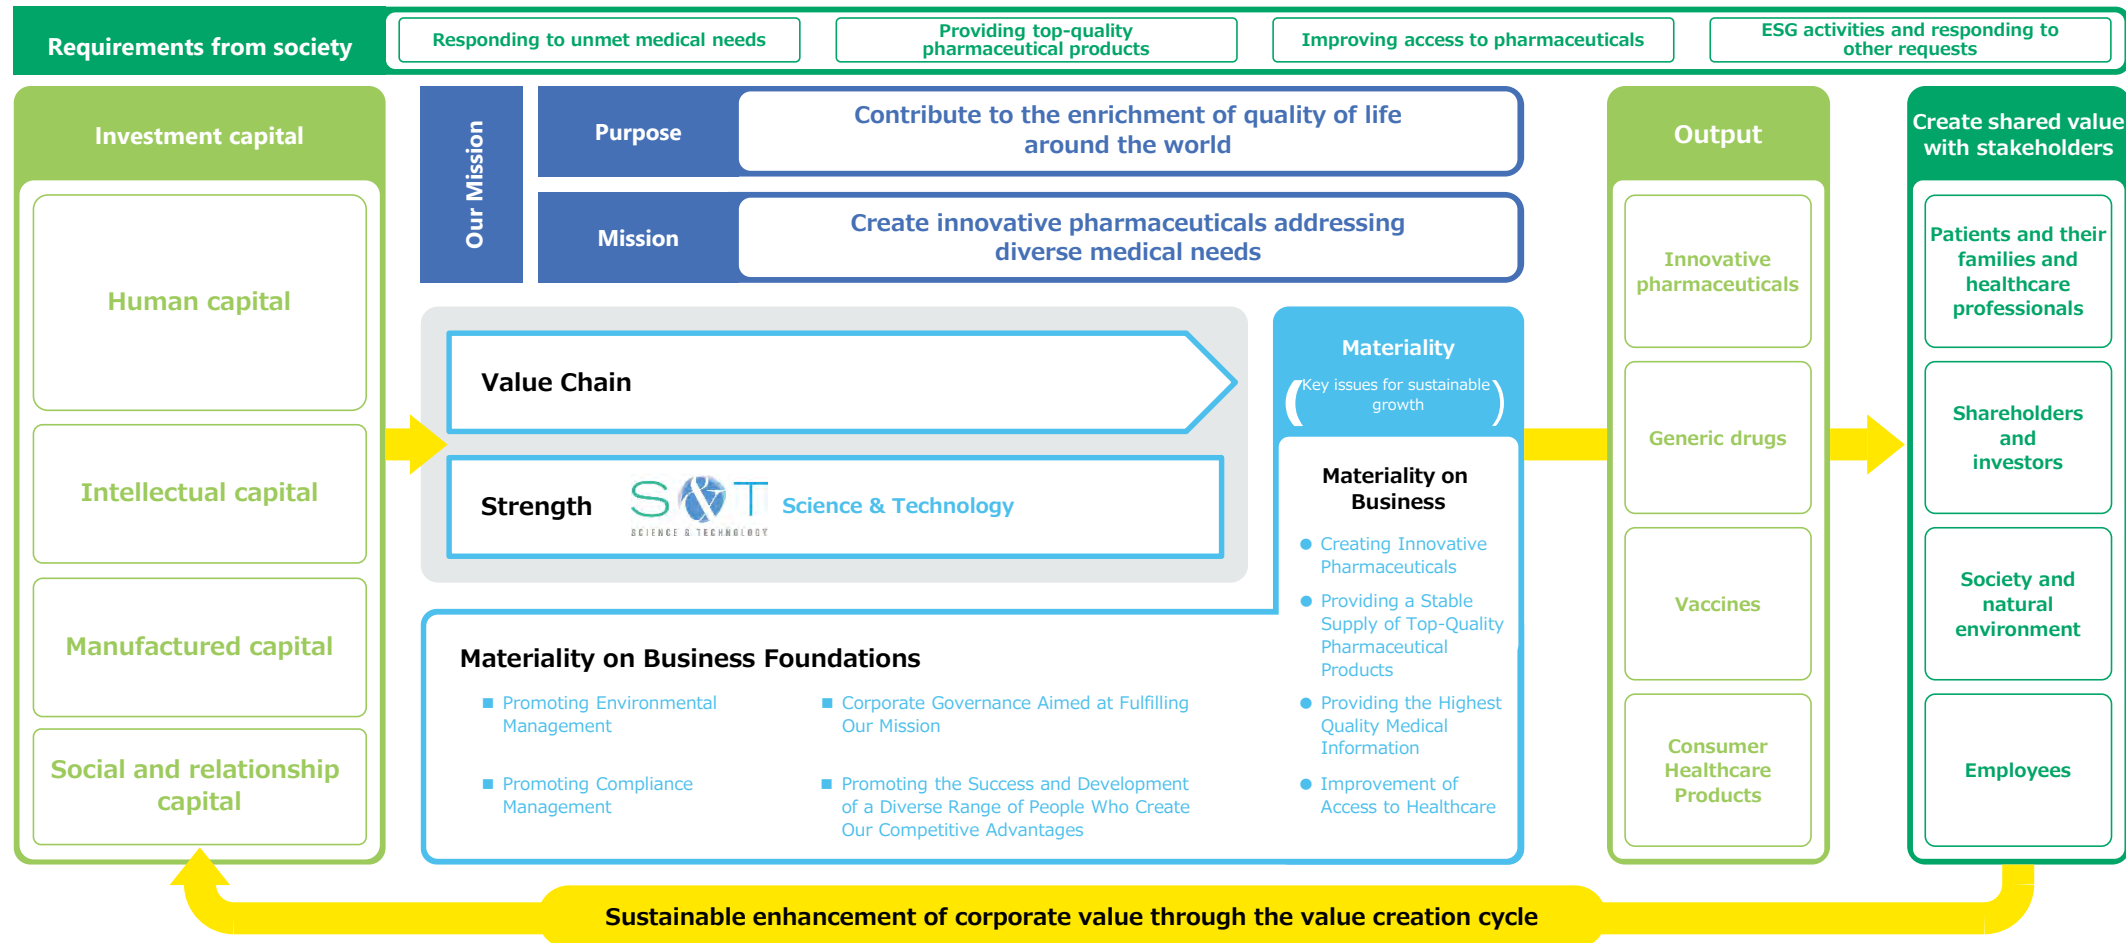 Requirements from society
Responding to unmet medical needs
Providing top-quality
pharmaceutical products
Improving access to pharmaceuticals
ESG activities and responding to
other requests
Investment capital
Human capital
Intellectual capital
Manufactured capital
Social and relationship
capital
Our Mission
Purpose
Contribute to the enrichment of quality of life
around the world
Mission
Create innovative pharmaceuticals addressing
diverse medical needs
Value Chain
Strength
S&T
SCIENCE & TECHNOLOGY
Science & Technology
Materiality
(Key issues for sustainable
growth)
Materiality on
Business
● Creating Innovative
Pharmaceuticals
● Providing a Stable
Supply of Top-Quality
Pharmaceutical
Products
● Providing the Highest
Quality Medical
Information
● Improvement of
Access to Healthcare
Materiality on Business Foundations
■ Promoting Environmental
Management
■ Corporate Governance Aimed at Fulfilling
Our Mission
■ Promoting Compliance
Management
■ Promoting the Success and Development
of a Diverse Range of People Who Create
Our Competitive Advantages
Output
Innovative
pharmaceuticals
Generic drugs
Vaccines
Consumer
Healthcare
Products
Create shared value
with stakeholders
Patients and their
families and
healthcare
professionals
Shareholders
and
investors
Society and
natural
environment
Employees
Sustainable enhancement of corporate value through the value creation cycle